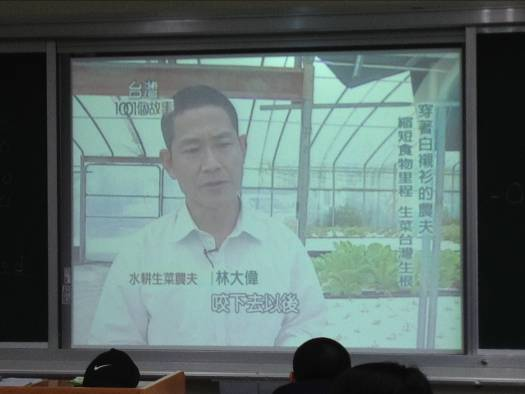 台灣
1001個故事
穿著白襯衫的農夫
縮短食物里程 生菜台灣生根
水耕生菜農夫 林大偉
咬下去以後